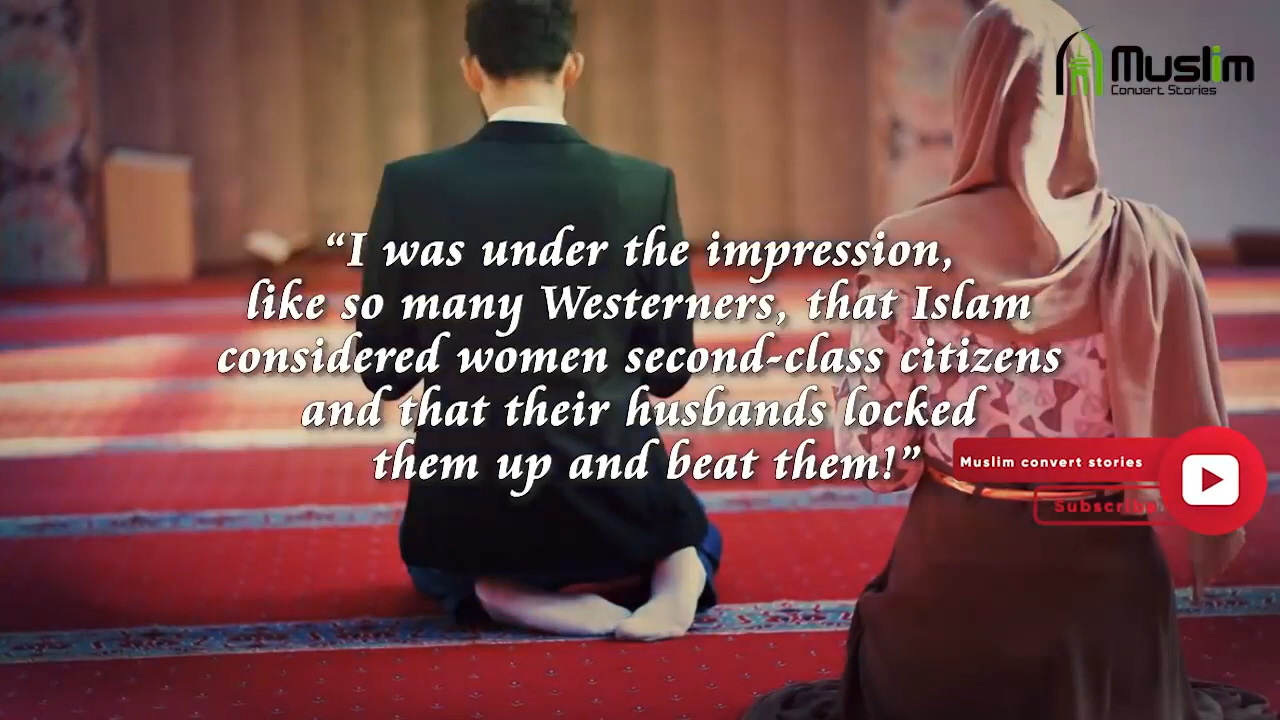 Muslim
Convert Stories
“I was under the impression,
like so many Westerners, that Islam
considered women second-class citizens
and that their husbands locked
them up and beat them!”
Muslim convert stories
Subscribe